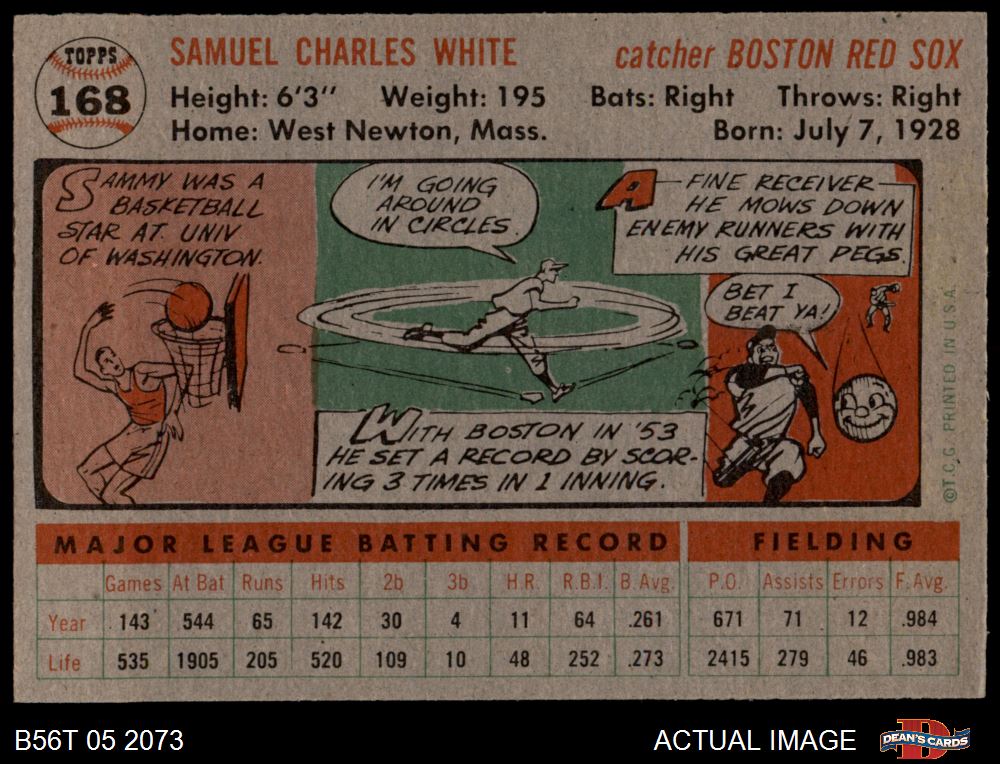 TOPPS
168
SAMUEL CHARLES WHITE
catcher BOSTON RED SOX
Height: 6'3" Weight: 195 Bats: Right Throws: Right
Home: West Newton, Mass. Born: July 7, 1928
SAMMY WAS A
BASKETBALL
STAR AT UNIV
OF WASHINGTON.
I'M GOING
AROUND
IN CIRCLES.
WITH BOSTON IN '53
HE SET A RECORD BY SCOR-
ING 3 TIMES IN 1 INNING.
A FINE RECEIVER
HE MOWS DOWN
ENEMY RUNNERS WITH
HIS GREAT PEGS.
BET I
BEAT YA!
©T.C.G. PRINTED IN U.S.A.
MAJOR LEAGUE BATTING RECORD FIELDING
Games At Bat Runs Hits 2b 3b H.R. R.B.I. B.Avg. P.O. Assists Errors F.Avg.
Year 143 544 65 142 30 4 11 64 .261 671 71 12 .984
Life 535 1905 205 520 109 10 48 252 .273 2415 279 46 .983
B56T 05 2073
ACTUAL IMAGE
D
DEAN'S CARDS